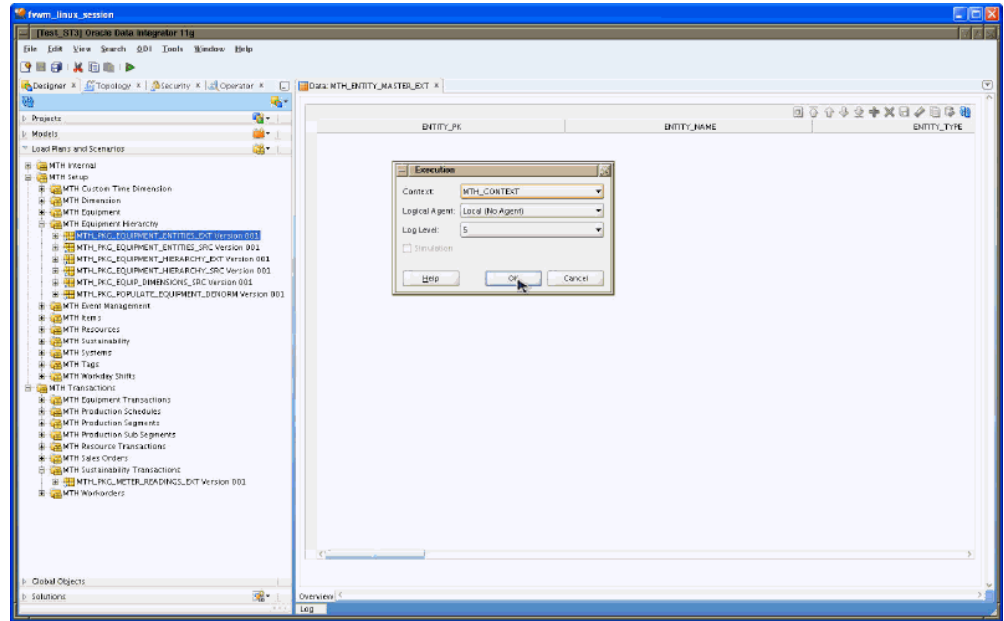 fvwm_linux_session
[Test_ST3] Oracle Data Integrator 11g
File Edit View Search ODI Tools Window Help
Designer Topology Security Operator
Data: MTH_ENTITY_MASTER_EXT
Projects
Models
Load Plans and Scenarios
MTH Internal
MTH Setup
MTH Custom Time Dimension
MTH Dimension
MTH Equipment
MTH Equipment Hierarchy
MTH_PKG_EQUIPMENT_ENTITIES_EXT Version 001
MTH_PKG_EQUIPMENT_ENTITIES_SRC Version 001
MTH_PKG_EQUIPMENT_HIERARCHY_EXT Version 001
MTH_PKG_EQUIPMENT_HIERARCHY_SRC Version 001
MTH_PKG_EQUIP_DIMENSIONS_SRC Version 001
MTH_PKG_POPULATE_EQUIPMENT_DENORM Version 001
MTH Event Management
MTH Items
MTH Resources
MTH Sustainability
MTH Systems
MTH Tags
MTH Workday Shifts
MTH Transactions
MTH Equipment Transactions
MTH Production Schedules
MTH Production Segments
MTH Production Sub Segments
MTH Resource Transactions
MTH Sales Orders
MTH Sustainability Transactions
MTH_PKG_METER_READINGS_EXT Version 001
MTH Workorders
Global Objects
Solutions
ENTITY_PK ENTITY_NAME ENTITY_TYPE
Execution
Context: MTH_CONTEXT
Logical Agent: Local (No Agent)
Log Level: 5
Simulation
Help OK Cancel
Overview
Log